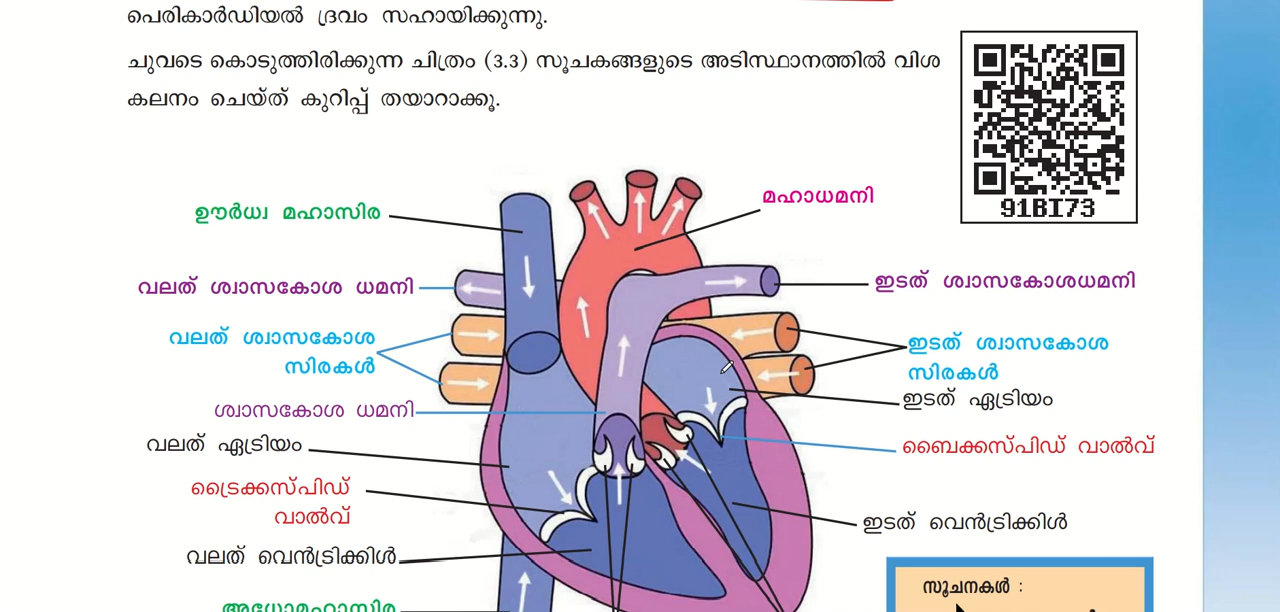 പെരികാർഡിയൽ ദ്രവം സഹായിക്കുന്നു.
ചുവടെ കൊടുത്തിരിക്കുന്ന ചിത്രം (3.3) സൂചകങ്ങളുടെ അടിസ്ഥാനത്തിൽ വിശ
കലനം ചെയ്ത് കുറിപ്പ് തയാറാക്കൂ.
91BI73
ഊർധ്വ മഹാസിര
മഹാധമനി
വലത് ശ്വാസകോശ ധമനി
ഇടത് ശ്വാസകോശധമനി
വലത് ശ്വാസകോശ
സിരകൾ
ഇടത് ശ്വാസകോശ
സിരകൾ
ശ്വാസകോശ ധമനി
ഇടത് ഏട്രിയം
വലത് ഏട്രിയം
ബൈക്കസ്പിഡ് വാൽവ്
ട്രൈക്കസ്പിഡ്
വാൽവ്
ഇടത് വെൻട്രിക്കിൾ
വലത് വെൻട്രിക്കിൾ
സൂചനകൾ :
അധോമഹാസിര